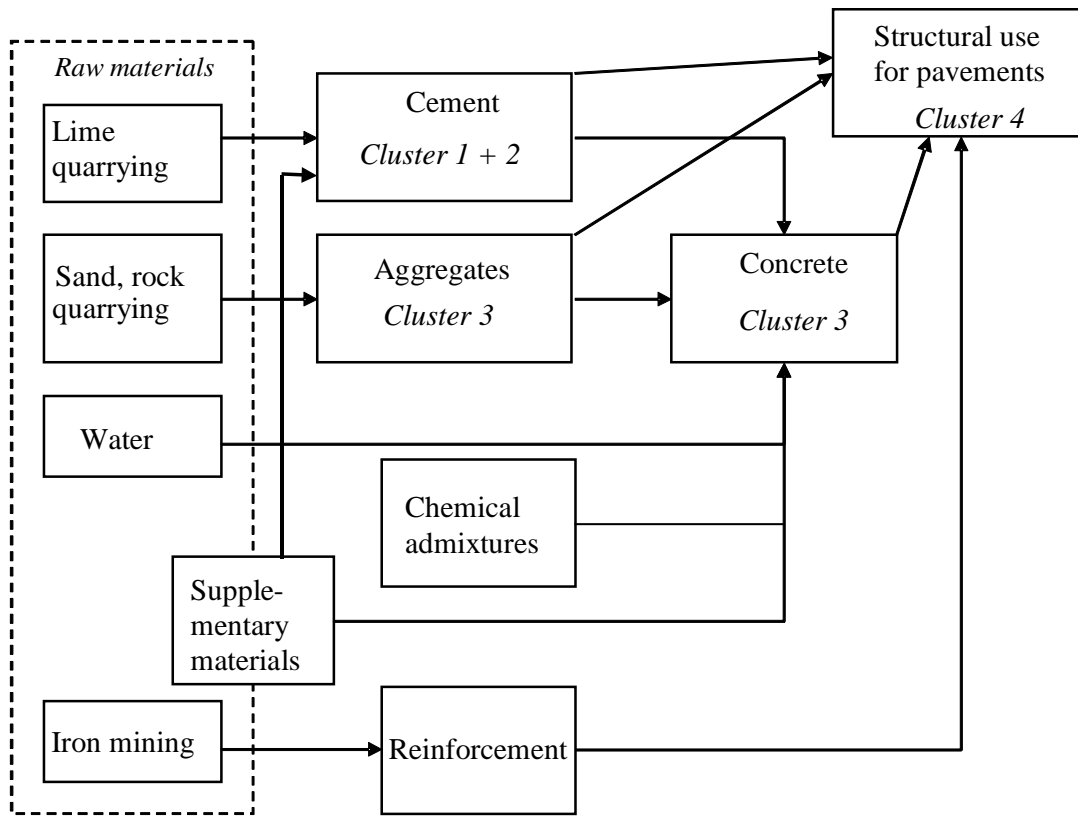 Raw materials
Lime
quarrying
Cement
Cluster 1 + 2
Structural use
for pavements
Cluster 4
Sand, rock
quarrying
Aggregates
Cluster 3
Concrete
Cluster 3
Water
Chemical
admixtures
Supple-
mentary
materials
Iron mining
Reinforcement